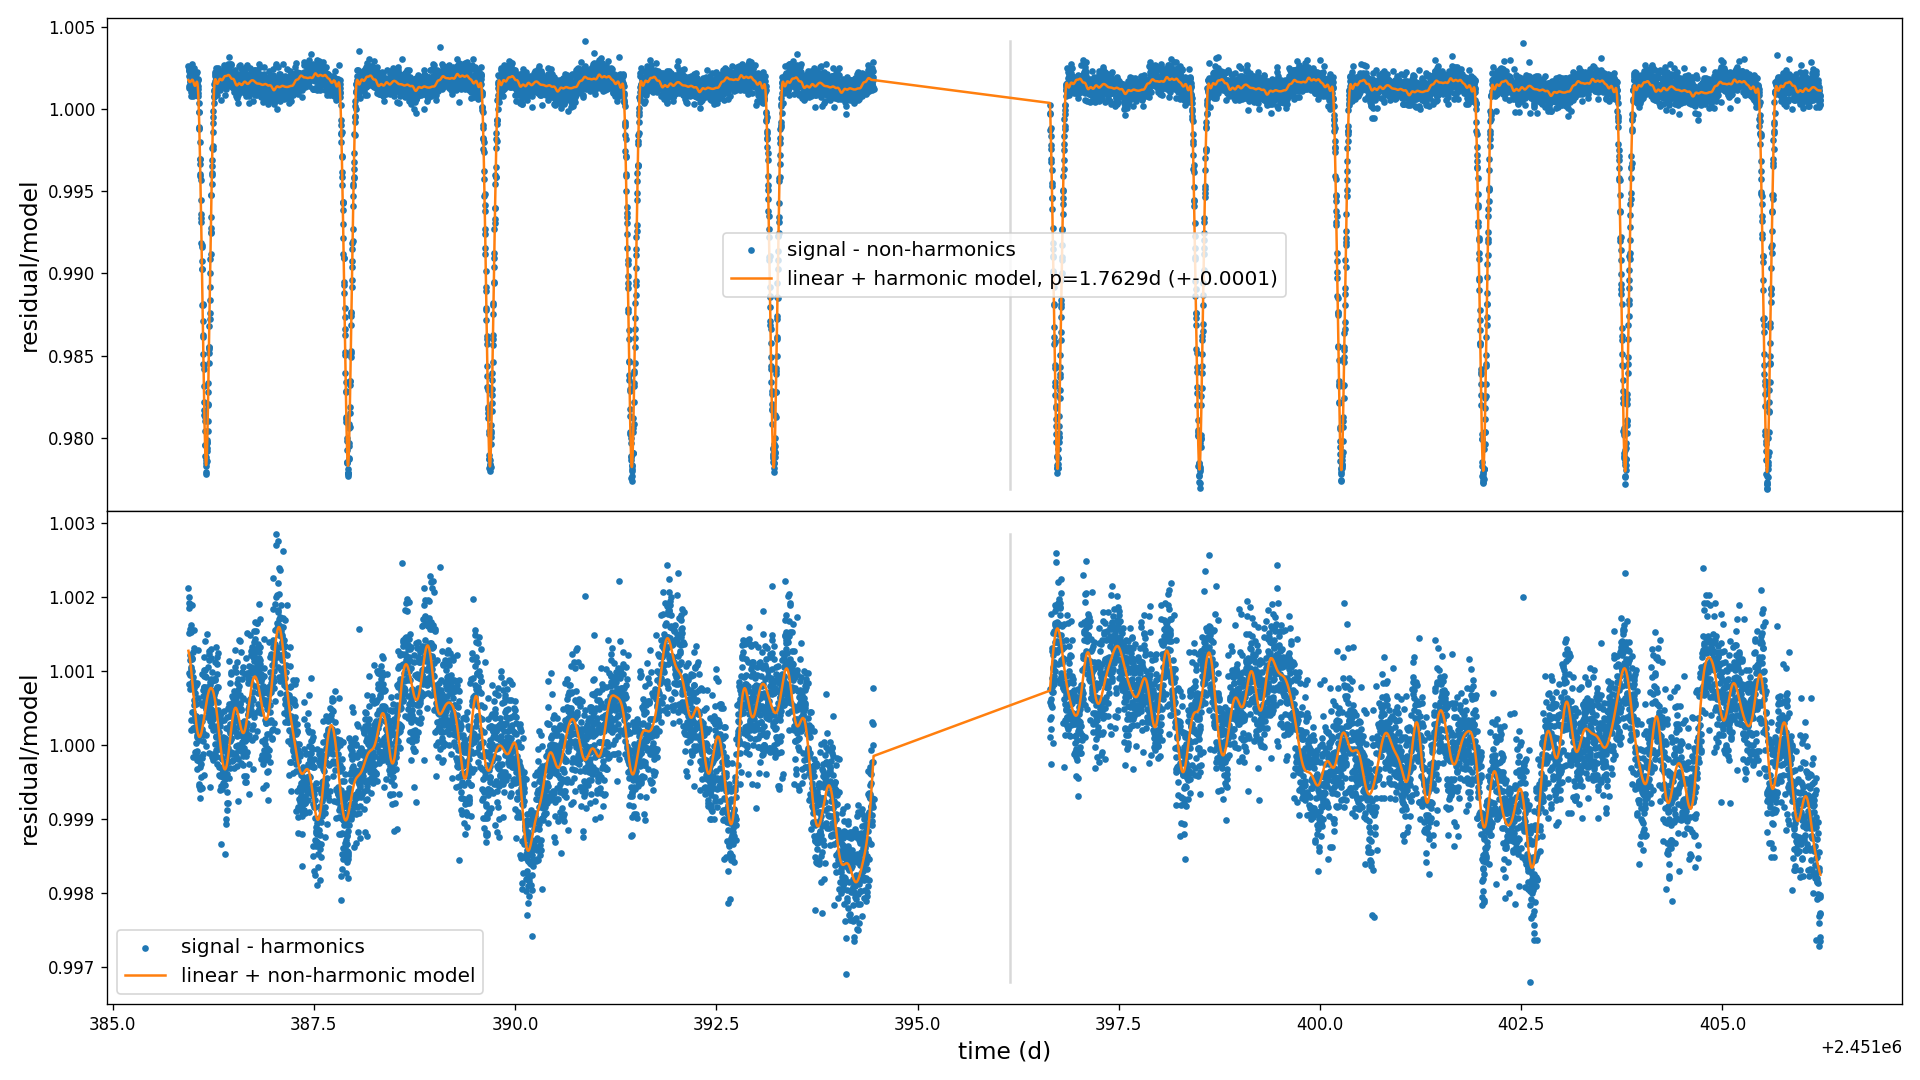 1.005
1.000
0.995
0.990
0.985
0.980
residual/model
signal - non-harmonics
linear + harmonic model, p=1.7629d (+-0.0001)
1.003
1.002
1.001
1.000
0.999
0.998
0.997
residual/model
signal - harmonics
linear + non-harmonic model
385.0 387.5 390.0 392.5 395.0 397.5 400.0 402.5 405.0
time (d)
+2.451e6